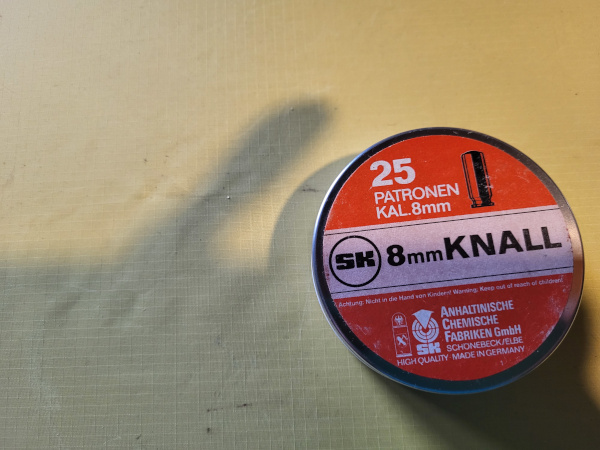 25
PATRONEN
KAL.8mm
SK 8mm KNALL
Achtung: Nicht in die Hand von Kindern! Warning: Keep out of reach of children!
ANHALTINISCHE
CHEMISCHE
FABRIKEN GmbH
SK SCHÖNEBECK/ELBE
HIGH QUALITY MADE IN GERMANY